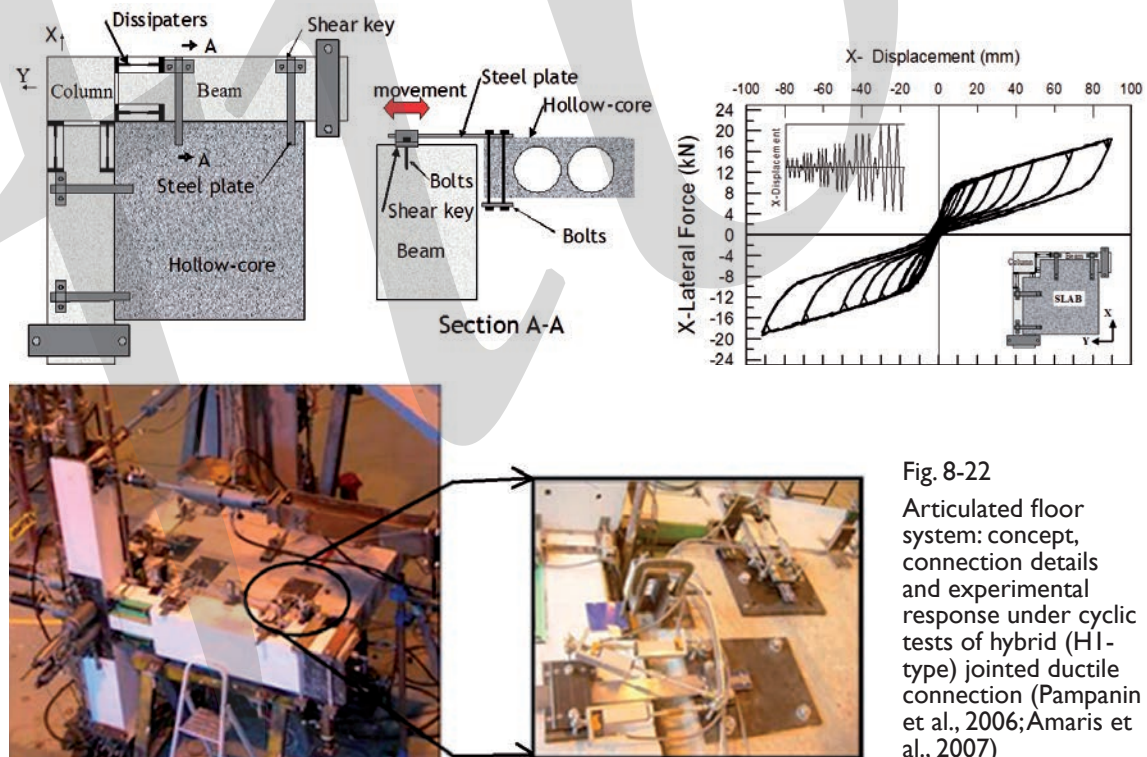 Dissipaters
X
A
Shear key
Y
Column
Beam
A
Steel plate
Hollow-core
movement
Steel plate
Hollow-core
Bolts
Shear key
Beam
Bolts
Section A-A
X- Displacement (mm)
-100 -80 -60 -40 -20 0 20 40 60 80 100
24
20
16
12
8
4
0
-4
-8
-12
-16
-20
-24
X-Lateral Force (kN)
X-Displacement
Column
SLAB
X
Y
Fig. 8-22
Articulated floor
system: concept,
connection details
and experimental
response under cyclic
tests of hybrid (H1-
type) jointed ductile
connection (Pampanin
et al., 2006; Amaris et
al., 2007)